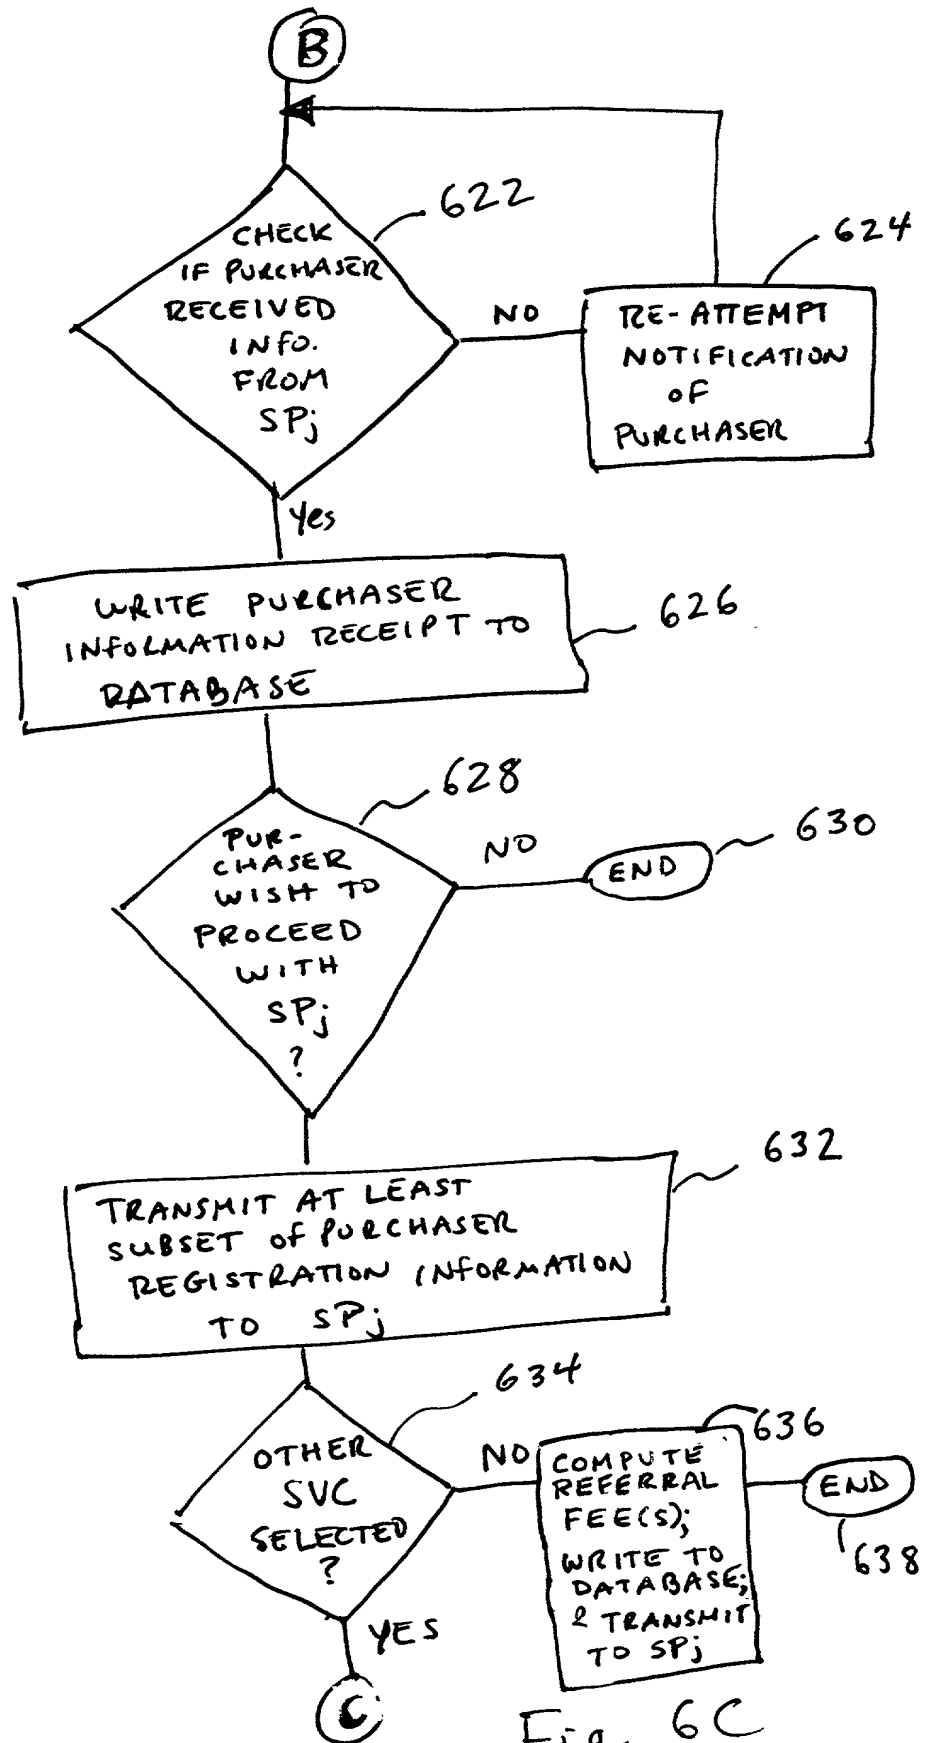 B
622
CHECK
IF PURCHASER
RECEIVED
INFO.
FROM
SPj
NO
624
RE-ATTEMPT
NOTIFICATION
OF
PURCHASER
Yes
626
WRITE PURCHASER
INFORMATION RECEIPT TO
DATABASE
628
PUR-
CHASER
WISH TO
PROCEED
WITH
SPj
?
NO
630
END
632
TRANSMIT AT LEAST
SUBSET OF PURCHASER
REGISTRATION INFORMATION
TO SPj
634
OTHER
SVC
SELECTED
?
NO
636
COMPUTE
REFERRAL
FEE(S);
WRITE TO
DATABASE;
& TRANSMIT
TO SPj
END
638
YES
C
Fig. 6C